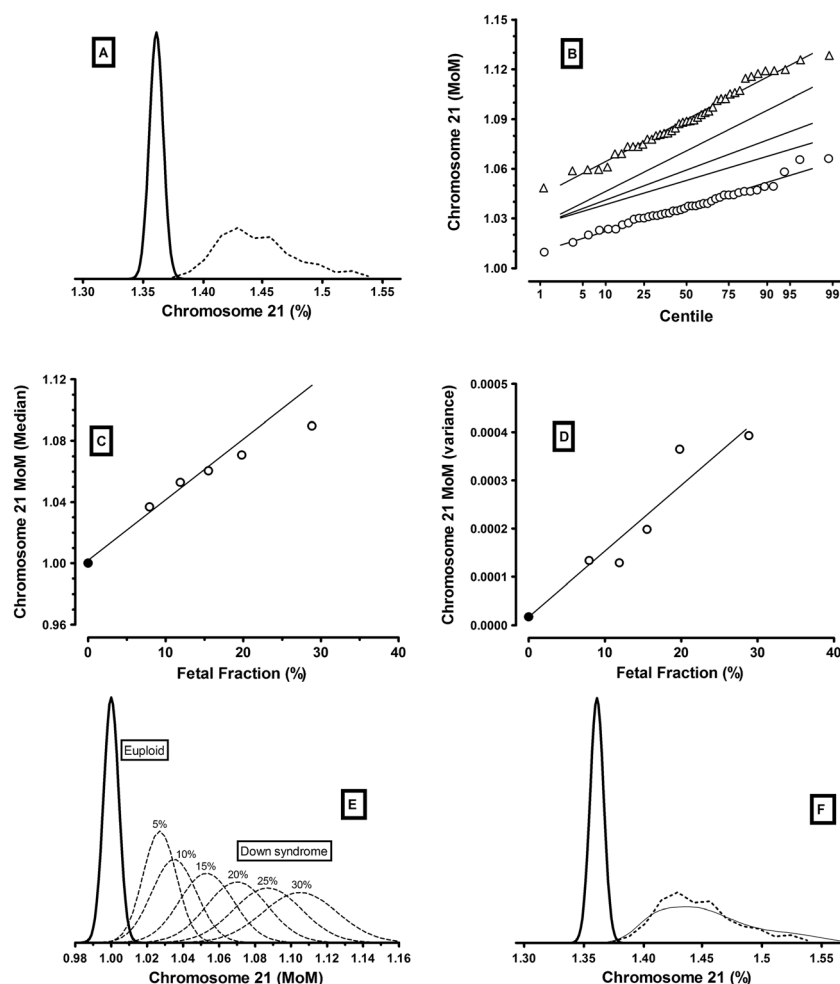 A
1.30 1.35 1.40 1.45 1.5 1.55
Chromosome 21 (%)
B
Chromosome 21 (MoM)
1.15
1.12
1.09
1.06
1.03
1.00
1 5 10 25 50 75 90 95 99
Centile
C
Chromosome 21 MoM (Median)
1.12
1.08
1.04
1.00
0.96
0 10 20 30 40
Fetal Fraction (%)
D
Chromosome 21 MoM (variance)
0.0005
0.0004
0.0003
0.0002
0.0001
0.0000
0 10 20 30 40
Fetal Fraction (%)
E
Euploid
Down syndrome
5%
10%
15%
20%
25%
30%
0.98 1.00 1.02 1.04 1.06 1.08 1.10 1.12 1.14 1.16
Chromosome 21 (MoM)
F
1.30 1.35 1.40 1.45 1.50 1.55
Chromosome 21 (%)